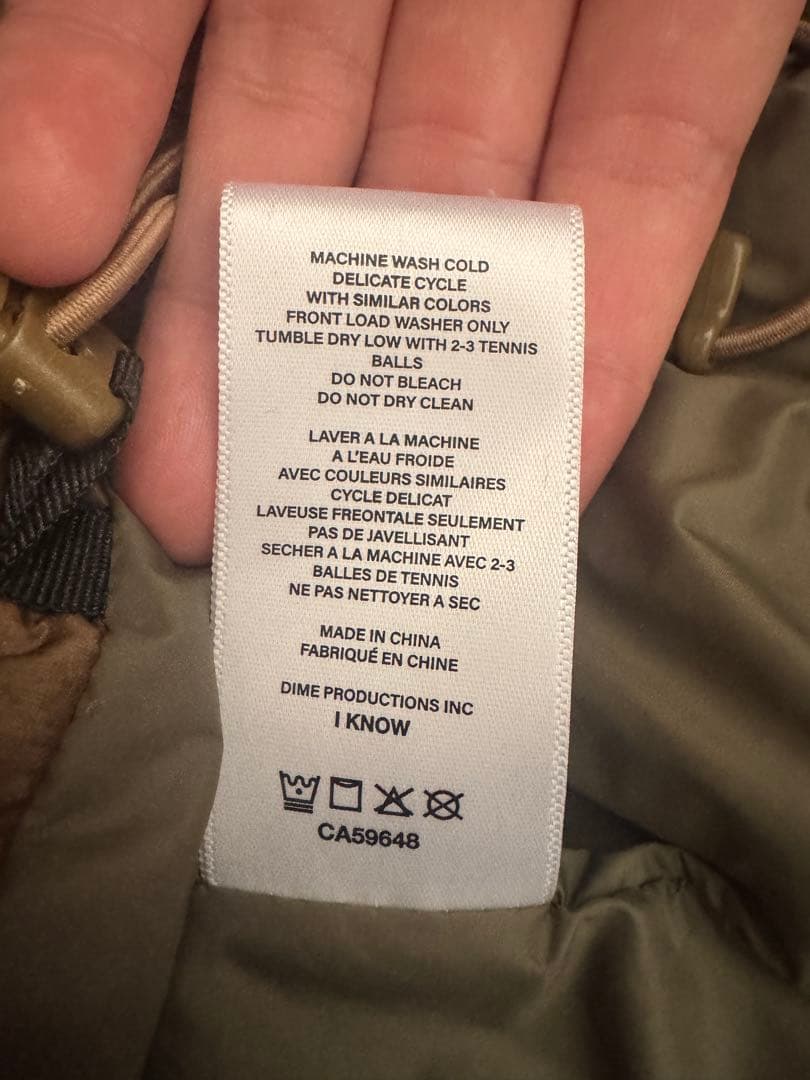 MACHINE WASH COLD
DELICATE CYCLE
WITH SIMILAR COLORS
FRONT LOAD WASHER ONLY
TUMBLE DRY LOW WITH 2-3 TENNIS
BALLS
DO NOT BLEACH
DO NOT DRY CLEAN
LAVER A LA MACHINE
A L'EAU FROIDE
AVEC COULEURS SIMILAIRES
CYCLE DELICAT
LAVEUSE FREONTALE SEULEMENT
PAS DE JAVELLISANT
SECHER A LA MACHINE AVEC 2-3
BALLES DE TENNIS
NE PAS NETTOYER A SEC
MADE IN CHINA
FABRIQUÉ EN CHINE
DIME PRODUCTIONS INC
I KNOW
CA59648